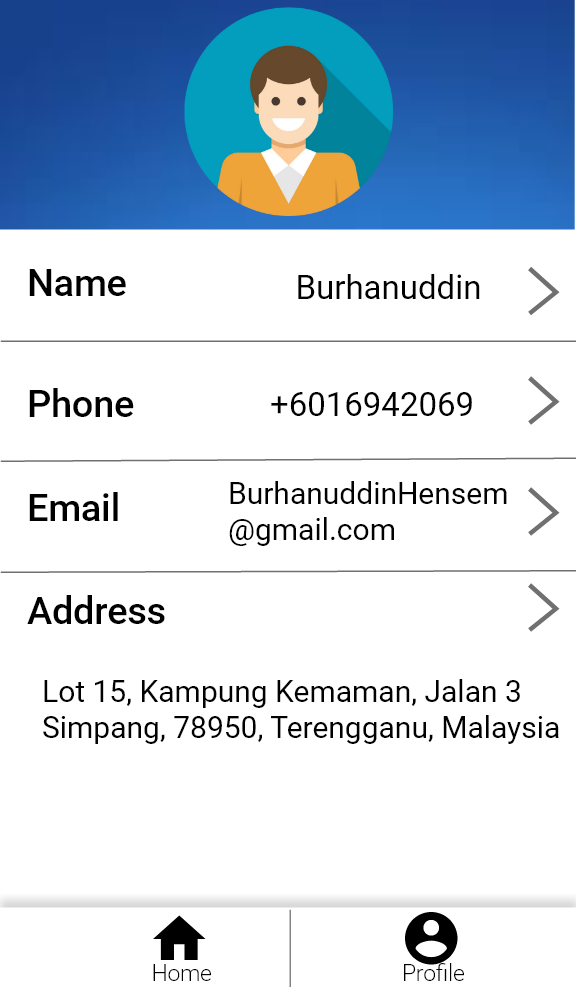 Name
Burhanuddin
Phone
+6016942069
Email
BurhanuddinHensem
@gmail.com
Address
Lot 15, Kampung Kemaman, Jalan 3
Simpang, 78950, Terengganu, Malaysia
Home
Profile